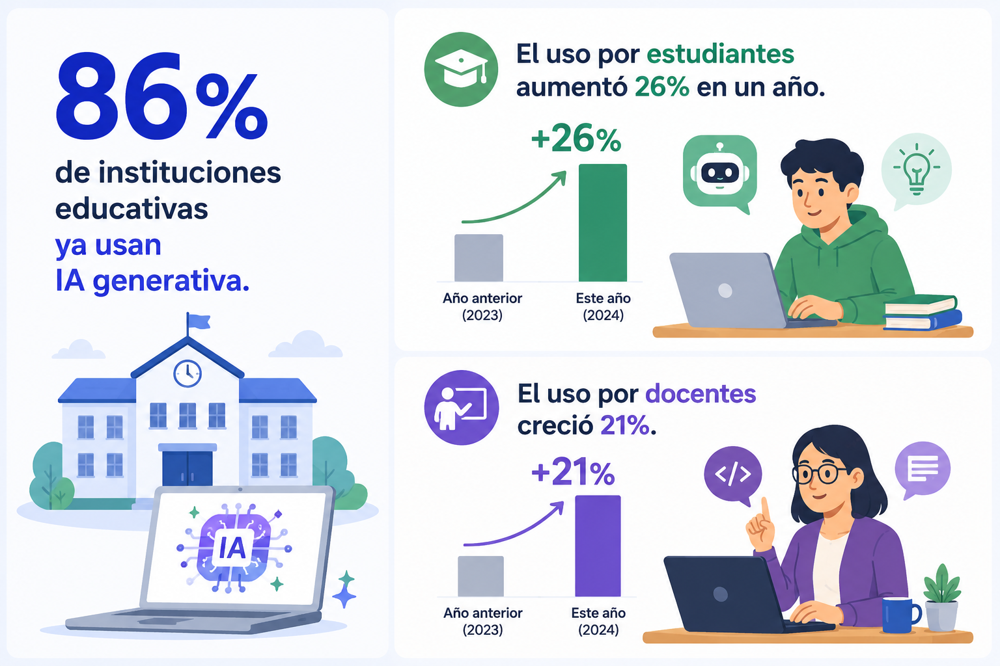 86%
de instituciones
educativas
ya usan
IA generativa.
IA
El uso por estudiantes
aumentó 26% en un año.
+26%
Año anterior
(2023)
Este año
(2024)
El uso por docentes
creció 21%.
+21%
</>
Año anterior
(2023)
Este año
(2024)